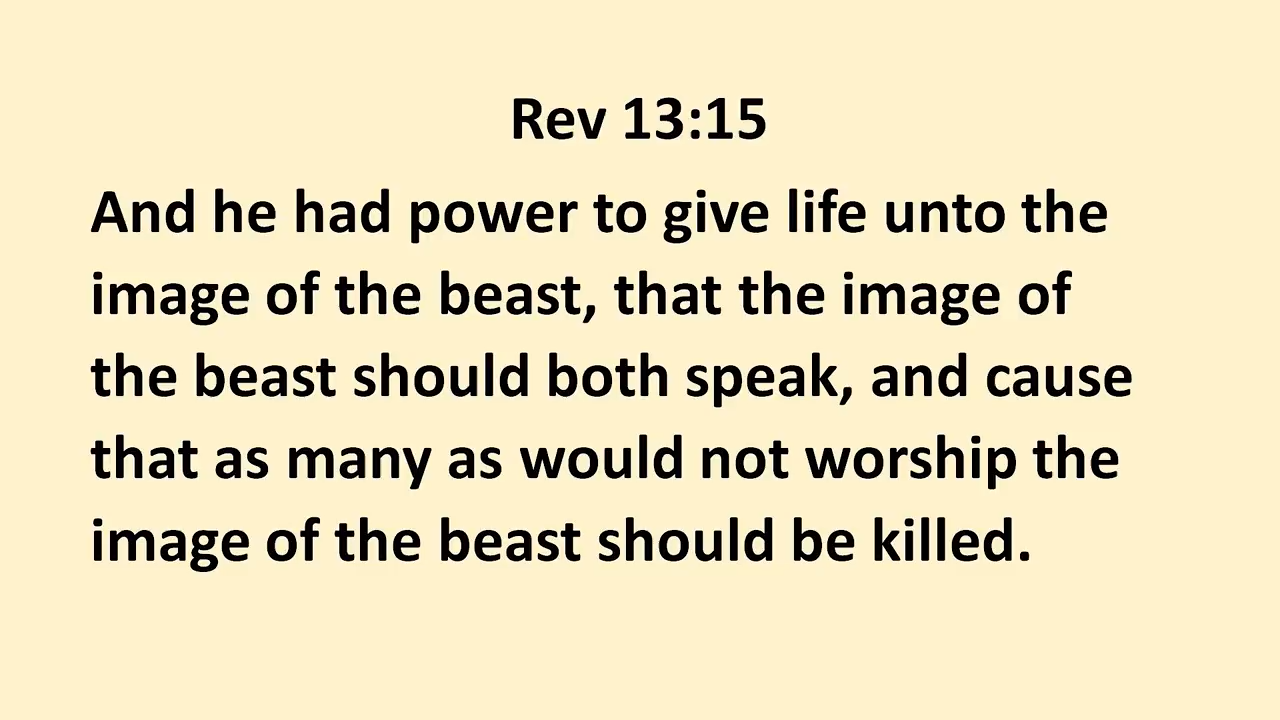 Rev 13:15
And he had power to give life unto the
image of the beast, that the image of
the beast should both speak, and cause
that as many as would not worship the
image of the beast should be killed.